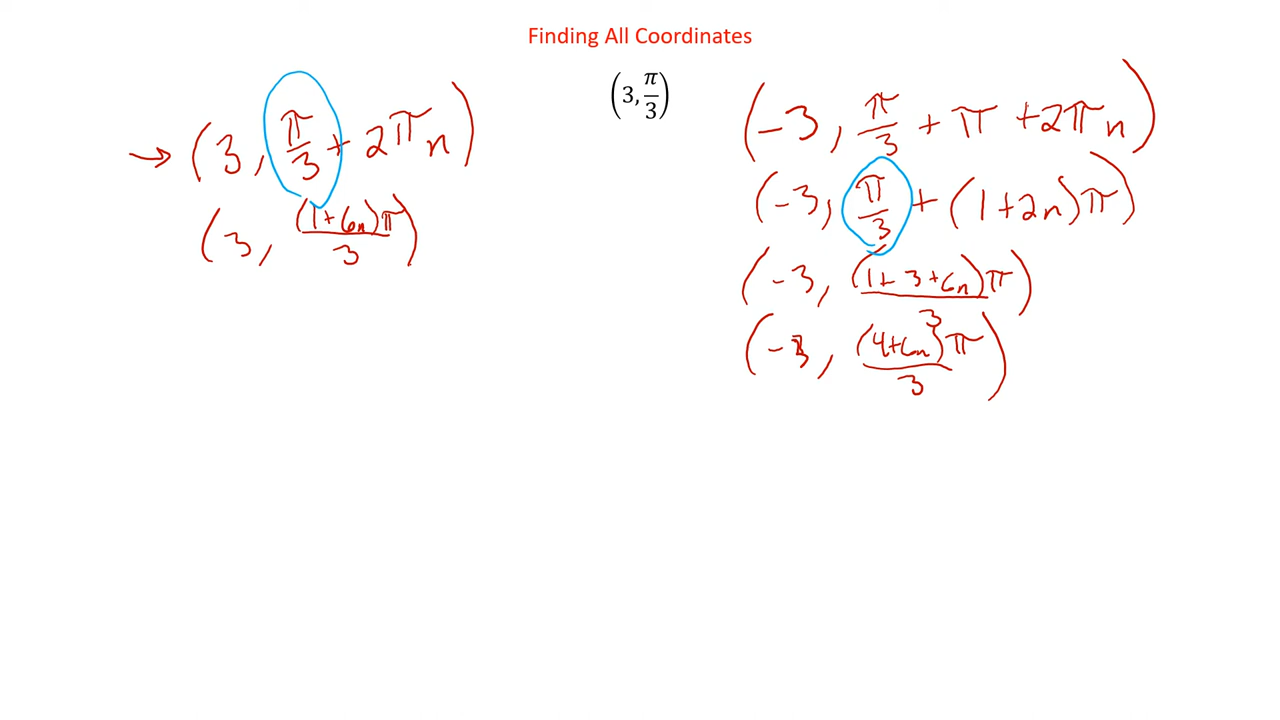 Finding All Coordinates
(3, π/3)
→ (3, π/3 + 2πn)
(3, (1+6n)π/3)
(-3, π/3 + π + 2πn)
(-3, π/3 + (1+2n)π)
(-3, (1+3+6n)π/3)
(-3, (4+6n)π/3)